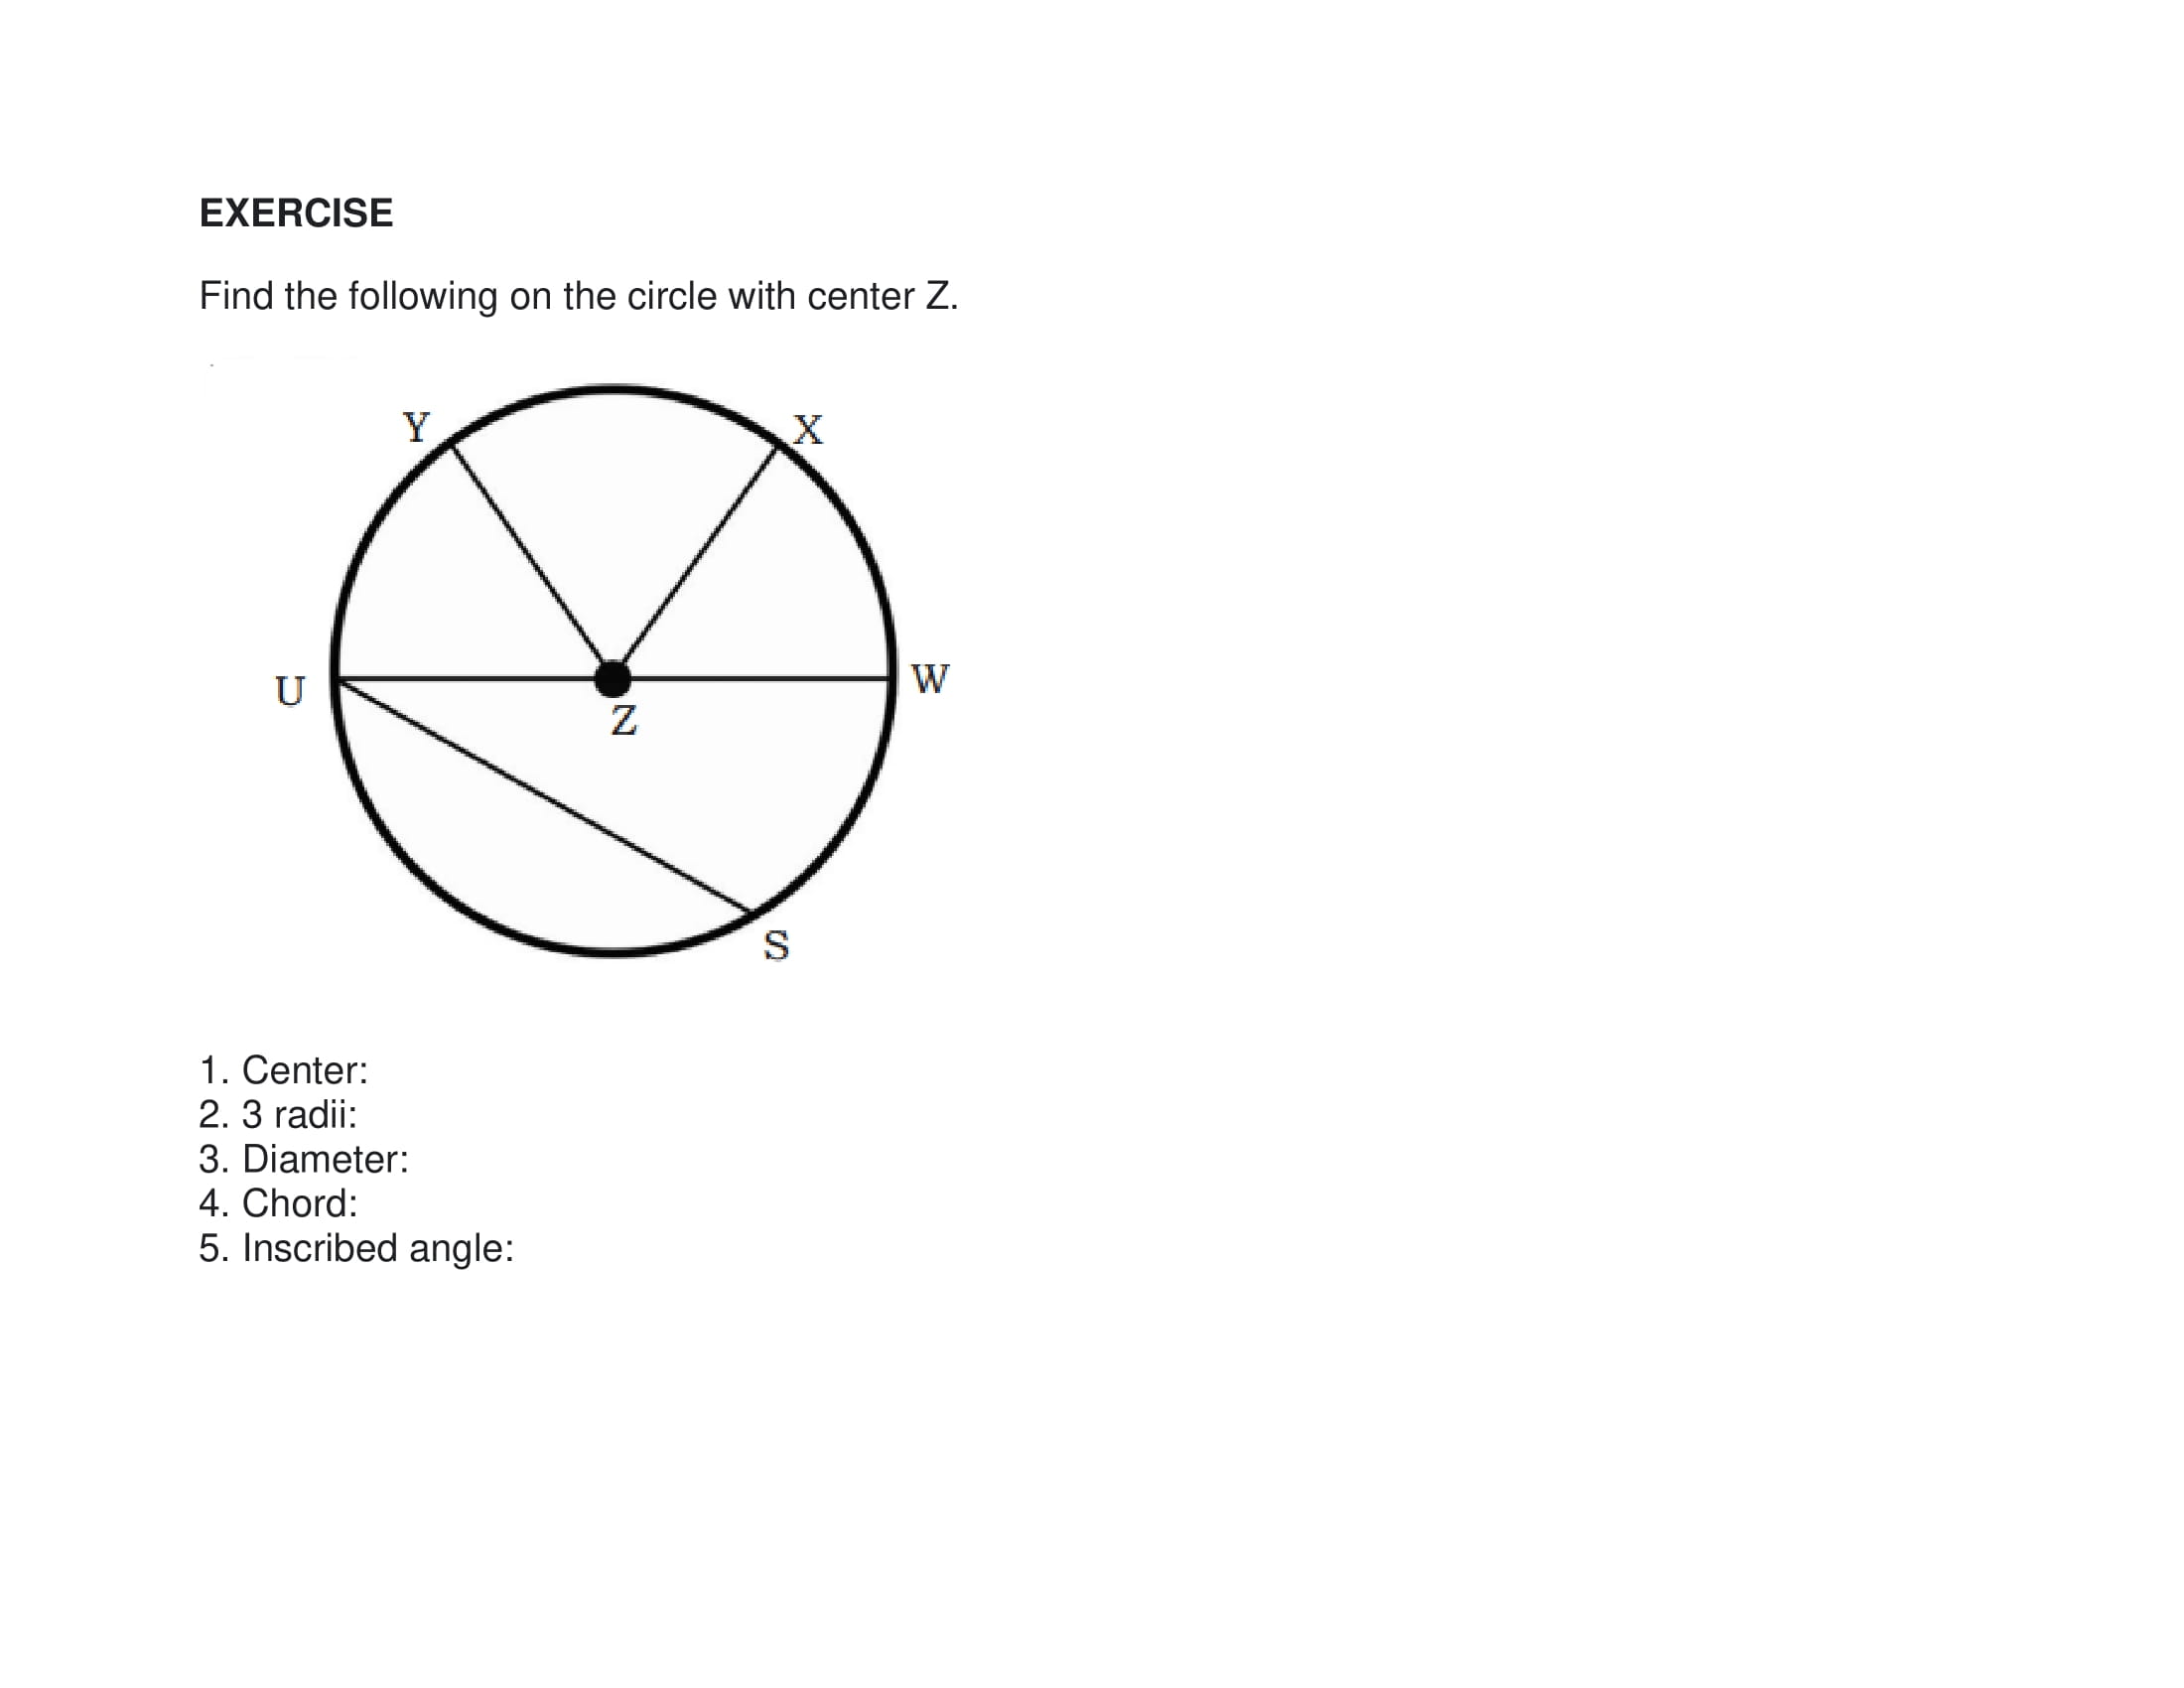 EXERCISE
Find the following on the circle with center Z.
Y
X
U
W
Z
S
1. Center:
2. 3 radii:
3. Diameter:
4. Chord:
5. Inscribed angle: